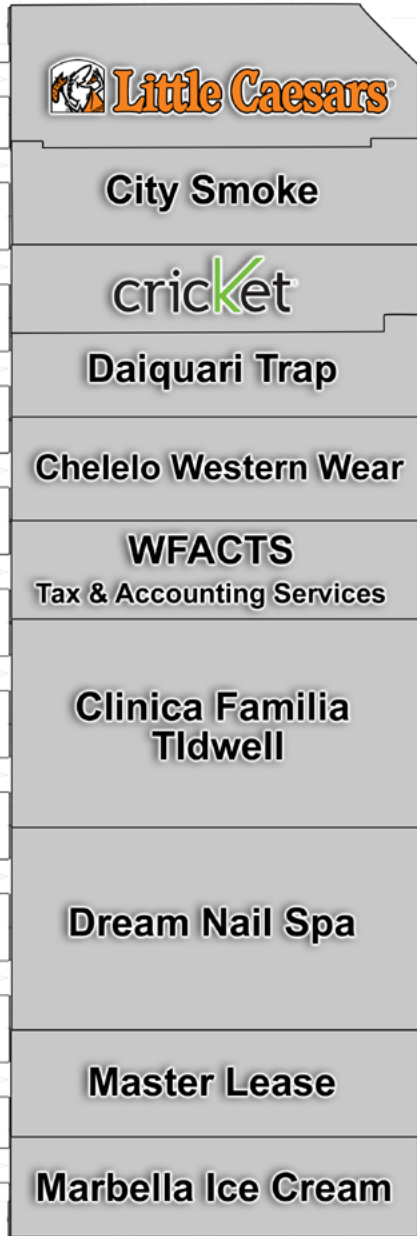 Little Caesars
City Smoke
cricket
Daiquari Trap
Chelelo Western Wear
WFACTS
Tax & Accounting Services
Clinica Familia
TIdwell
Dream Nail Spa
Master Lease
Marbella Ice Cream